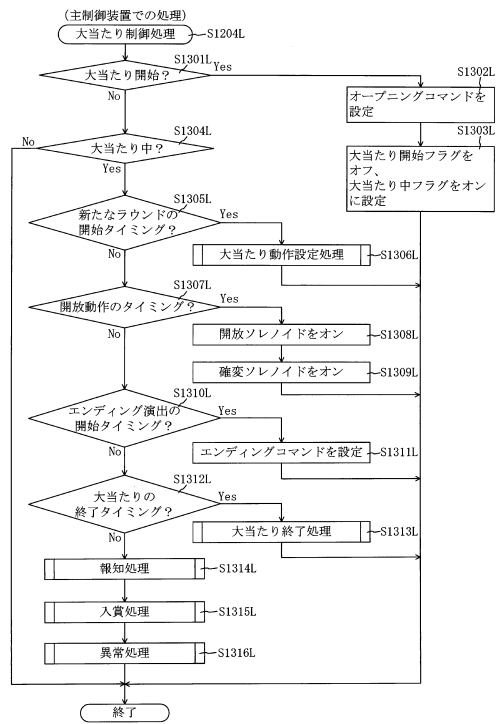 (主制御装置での処理)
大当たり制御処理
S1204L
S1301L
大当たり開始?
Yes
No
S1302L
オープニングコマンドを
設定
S1303L
大当たり開始フラグを
オフ、
大当たり中フラグをオン
に設定
S1304L
No
大当たり中?
Yes
S1305L
新たなラウンドの
開始タイミング?
Yes
No
大当たり動作設定処理
S1306L
S1307L
開放動作のタイミング?
Yes
No
開放ソレノイドをオン
S1308L
確変ソレノイドをオン
S1309L
S1310L
エンディング演出の
開始タイミング?
Yes
No
エンディングコマンドを設定
S1311L
S1312L
大当たりの
終了タイミング?
Yes
No
大当たり終了処理
S1313L
報知処理
S1314L
入賞処理
S1315L
異常処理
S1316L
終了